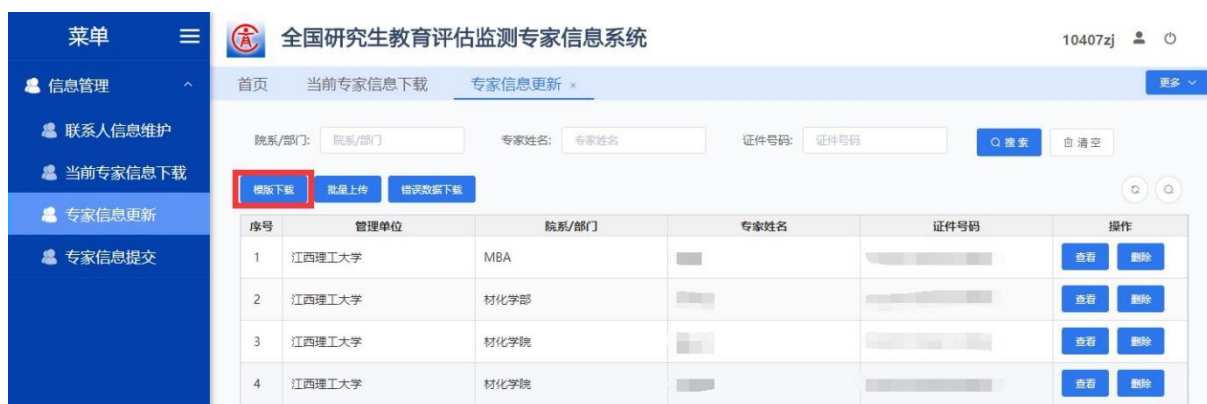 菜单
全国研究生教育评估监测专家信息系统
10407zj
信息管理
首页 当前专家信息下载 专家信息更新 ×
更多
联系人信息维护
当前专家信息下载
专家信息更新
专家信息提交
院系/部门: 院系/部门 专家姓名: 专家姓名 证件号码: 证件号码 搜索 清空
模版下载 批量上传 错误数据下载
序号 管理单位 院系/部门 专家姓名 证件号码 操作
1 江西理工大学 MBA 查看 删除
2 江西理工大学 材化学部 查看 删除
3 江西理工大学 材化学院 查看 删除
4 江西理工大学 材化学院 查看 删除